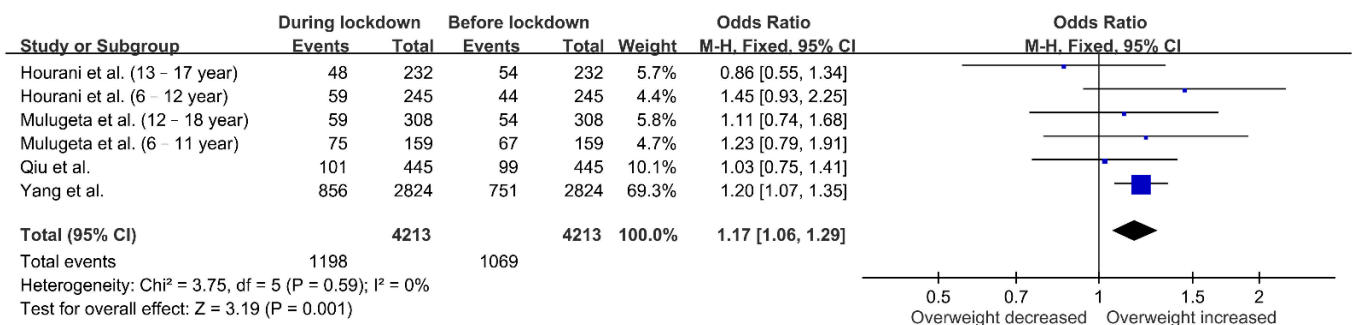 During lockdown Before lockdown Odds Ratio Odds Ratio
Study or Subgroup Events Total Events Total Weight M-H, Fixed, 95% CI M-H, Fixed, 95% CI
Hourani et al. (13 – 17 year) 48 232 54 232 5.7% 0.86 [0.55, 1.34]
Hourani et al. (6 – 12 year) 59 245 44 245 4.4% 1.45 [0.93, 2.25]
Mulugeta et al. (12 – 18 year) 59 308 54 308 5.8% 1.11 [0.74, 1.68]
Mulugeta et al. (6 – 11 year) 75 159 67 159 4.7% 1.23 [0.79, 1.91]
Qiu et al. 101 445 99 445 10.1% 1.03 [0.75, 1.41]
Yang et al. 856 2824 751 2824 69.3% 1.20 [1.07, 1.35]
Total (95% CI) 4213 4213 100.0% 1.17 [1.06, 1.29]
Total events 1198 1069
Heterogeneity: Chi² = 3.75, df = 5 (P = 0.59); I² = 0%
Test for overall effect: Z = 3.19 (P = 0.001)
0.5 0.7 1 1.5 2
Overweight decreased Overweight increased